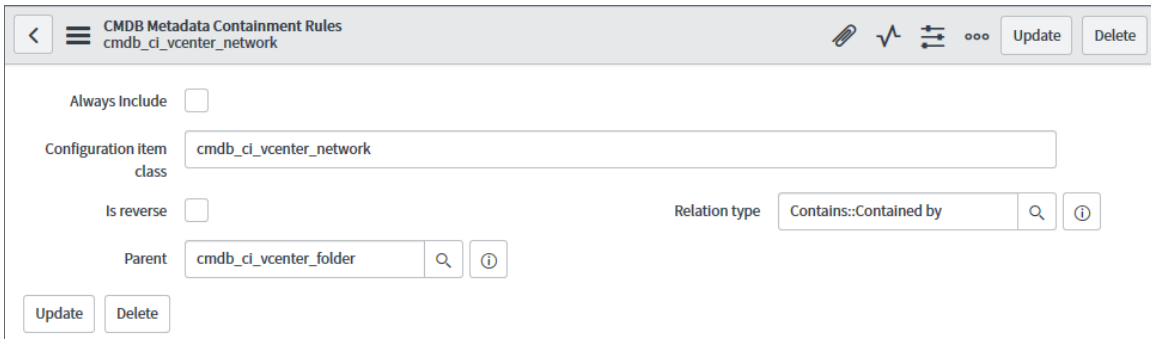 CMDB Metadata Containment Rules
cmdb_ci_vcenter_network
Update
Delete
Always Include
Configuration item
class
cmdb_ci_vcenter_network
Is reverse
Relation type
Contains::Contained by
Parent
cmdb_ci_vcenter_folder
Update
Delete